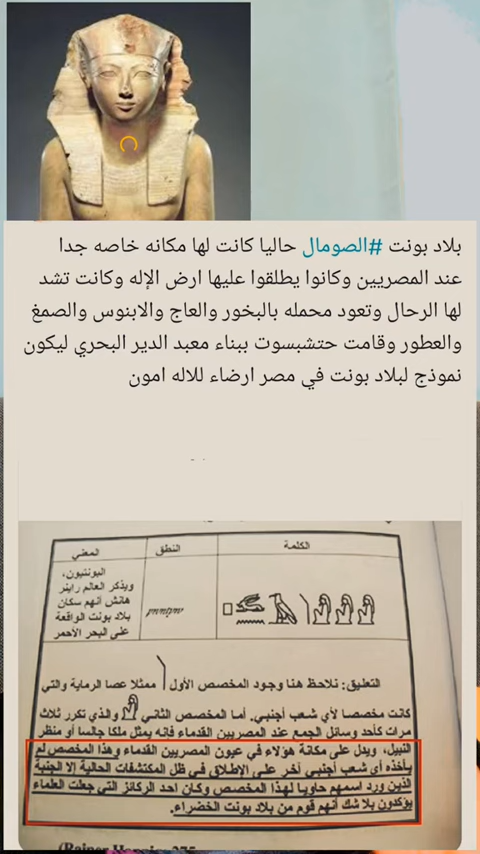 بلاد بونت #الصومال حاليا كانت لها مكانه خاصه جدا
عند المصريين وكانوا يطلقوا عليها ارض الإله وكانت تشد
لها الرحال وتعود محمله بالبخور والعاج والابنوس والصمغ
والعطور وقامت حتشبسوت ببناء معبد الدير البحري ليكون
نموذج لبلاد بونت في مصر ارضاء للاله امون
الكلمة النطق المعني
البونتيون،
ويذكر العالم راينر
هانش أنهم سكان
بلاد بونت الواقعة
على البحر الأحمر
التعليق: نلاحظ هنا وجود المخصص الأول ممثلا عصا الرماية والتي
كانت مخصصا لأي شعب أجنبي. أما المخصص الثاني والذي تكرر ثلاث
مرات كأحد وسائل الجمع عند المصريين القدماء فإنه يمثل ملكا جالسا أو منظر
النبيل، ويدل على مكانة هؤلاء في عيون المصريين القدماء وهذا المخصص لم
يأخذه أي شعب أجنبي آخر على الإطلاق في ظل المكتشفات الحالية إلا الجنبة
الذين ورد اسمهم حاويا لهذا المخصص وكان احد الركائز التي جعلت العلماء
يؤكدون بلا شك أنهم قوم من بلاد بونت الخضراء.